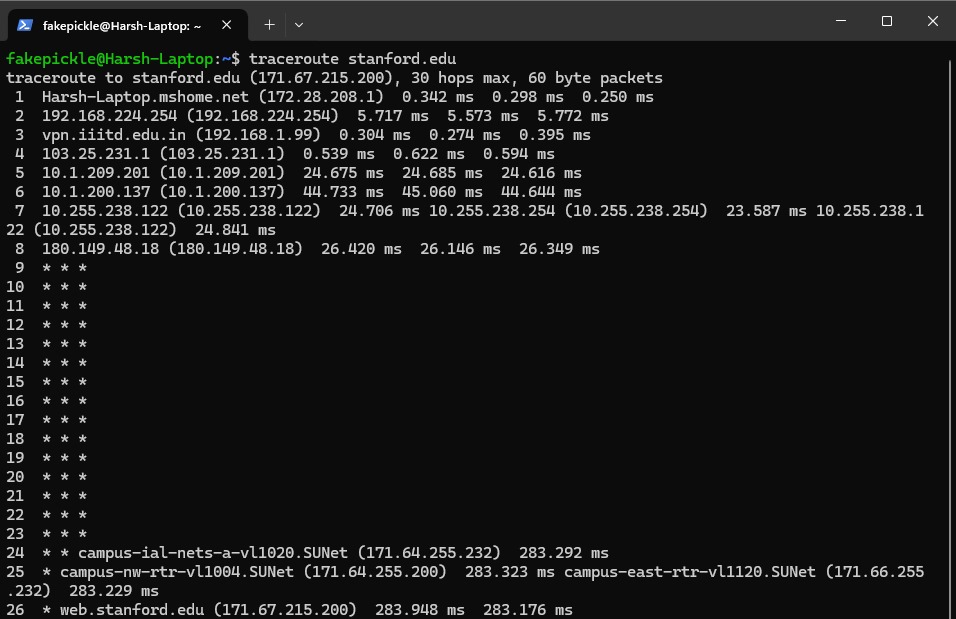 fakepickle@Harsh-Laptop: ~
fakepickle@Harsh-Laptop:~$ traceroute stanford.edu
traceroute to stanford.edu (171.67.215.200), 30 hops max, 60 byte packets
 1  Harsh-Laptop.mshome.net (172.28.208.1)  0.342 ms  0.298 ms  0.250 ms
 2  192.168.224.254 (192.168.224.254)  5.717 ms  5.573 ms  5.772 ms
 3  vpn.iiitd.edu.in (192.168.1.99)  0.304 ms  0.274 ms  0.395 ms
 4  103.25.231.1 (103.25.231.1)  0.539 ms  0.622 ms  0.594 ms
 5  10.1.209.201 (10.1.209.201)  24.675 ms  24.685 ms  24.616 ms
 6  10.1.200.137 (10.1.200.137)  44.733 ms  45.060 ms  44.644 ms
 7  10.255.238.122 (10.255.238.122)  24.706 ms 10.255.238.254 (10.255.238.254)  23.587 ms 10.255.238.1
22 (10.255.238.122)  24.841 ms
 8  180.149.48.18 (180.149.48.18)  26.420 ms  26.146 ms  26.349 ms
 9  * * *
10  * * *
11  * * *
12  * * *
13  * * *
14  * * *
15  * * *
16  * * *
17  * * *
18  * * *
19  * * *
20  * * *
21  * * *
22  * * *
23  * * *
24  * * campus-ial-nets-a-vl1020.SUNet (171.64.255.232)  283.292 ms
25  * campus-nw-rtr-vl1004.SUNet (171.64.255.200)  283.323 ms campus-east-rtr-vl1120.SUNet (171.66.255
.232)  283.229 ms
26  * web.stanford.edu (171.67.215.200)  283.948 ms  283.176 ms